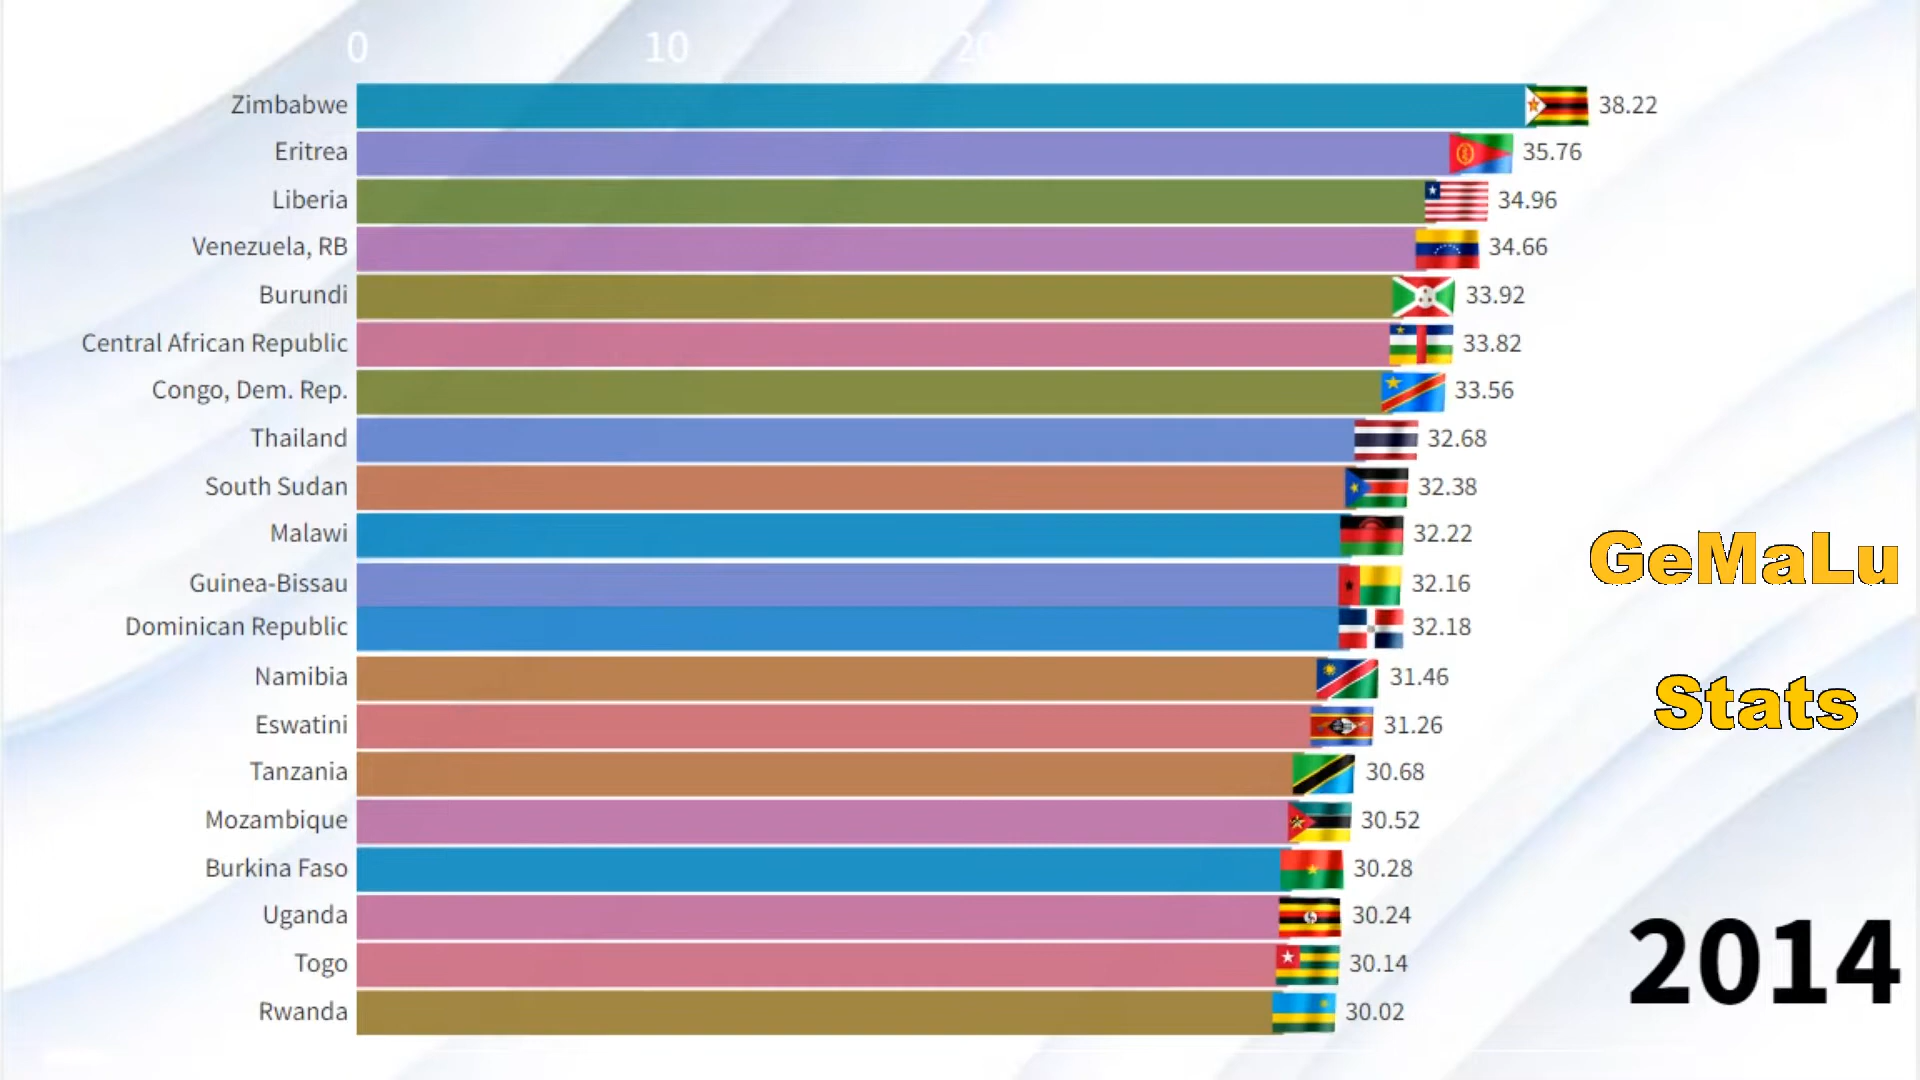 0 10 20
Zimbabwe 38.22
Eritrea 35.76
Liberia 34.96
Venezuela, RB 34.66
Burundi 33.92
Central African Republic 33.82
Congo, Dem. Rep. 33.56
Thailand 32.68
South Sudan 32.38
Malawi 32.22
Guinea-Bissau 32.16
Dominican Republic 32.18
Namibia 31.46
Eswatini 31.26
Tanzania 30.68
Mozambique 30.52
Burkina Faso 30.28
Uganda 30.24
Togo 30.14
Rwanda 30.02
GeMaLu
Stats
2014